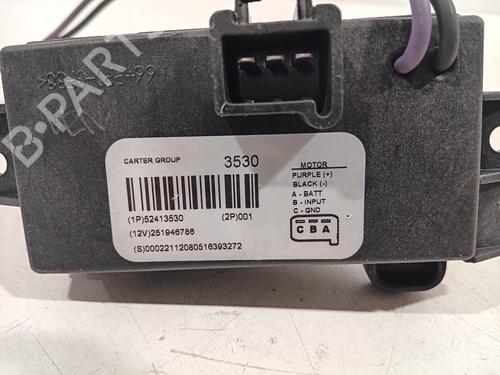 CARTER GROUP
3530
MOTOR
PURPLE (+)
BLACK (-)
A - BATT
B - INPUT
C - GND
(1P)52413530
(2P)001
(12V)251946786
(S)00022112080516393272
C B A
B-PARTS